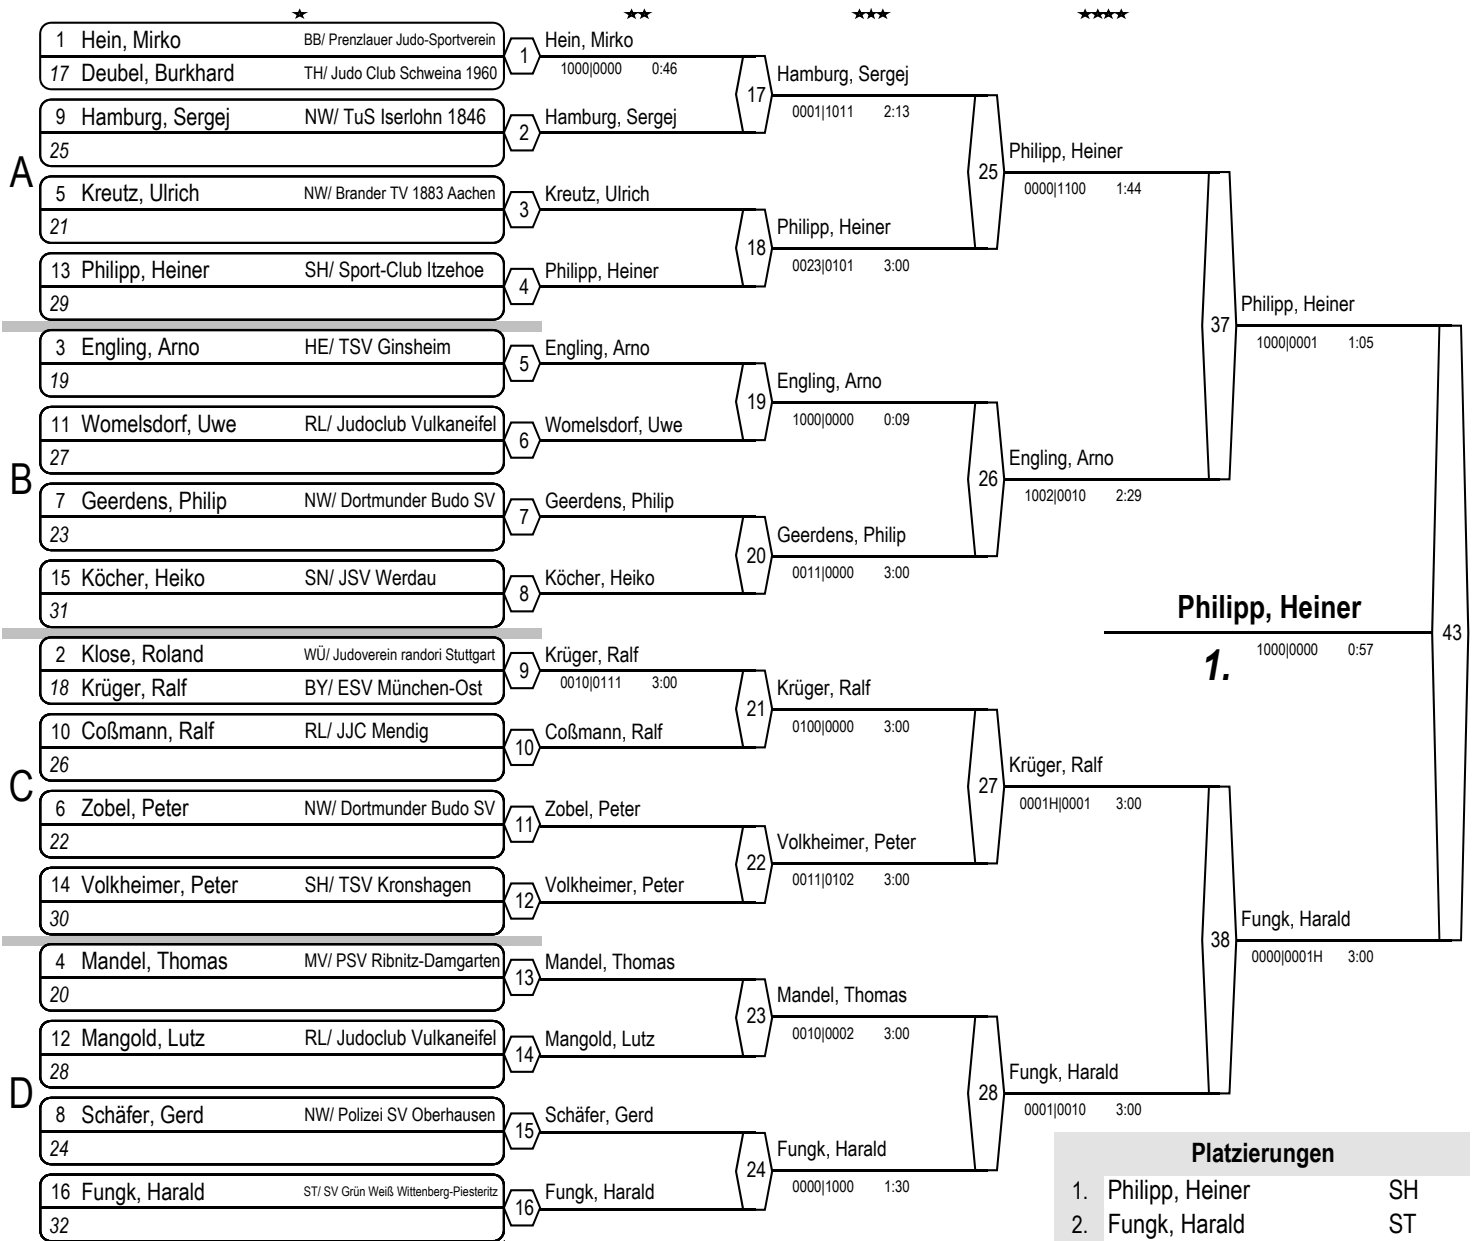 ★ ★★ ★★★ ★★★★
A
1 Hein, Mirko BB/ Prenzlauer Judo-Sportverein
17 Deubel, Burkhard TH/ Judo Club Schweina 1960
9 Hamburg, Sergej NW/ TuS Iserlohn 1846
25
5 Kreutz, Ulrich NW/ Brander TV 1883 Aachen
21
13 Philipp, Heiner SH/ Sport-Club Itzehoe
29
B
3 Engling, Arno HE/ TSV Ginsheim
19
11 Womelsdorf, Uwe RL/ Judoclub Vulkaneifel
27
7 Geerdens, Philip NW/ Dortmunder Budo SV
23
15 Köcher, Heiko SN/ JSV Werdau
31
C
2 Klose, Roland WÜ/ Judoverein randori Stuttgart
18 Krüger, Ralf BY/ ESV München-Ost
10 Coßmann, Ralf RL/ JJC Mendig
26
6 Zobel, Peter NW/ Dortmunder Budo SV
22
14 Volkheimer, Peter SH/ TSV Kronshagen
30
D
4 Mandel, Thomas MV/ PSV Ribnitz-Damgarten
20
12 Mangold, Lutz RL/ Judoclub Vulkaneifel
28
8 Schäfer, Gerd NW/ Polizei SV Oberhausen
24
16 Fungk, Harald ST/ SV Grün Weiß Wittenberg-Piesteritz
32
1 Hein, Mirko
1000|0000 0:46
2 Hamburg, Sergej
3 Kreutz, Ulrich
4 Philipp, Heiner
5 Engling, Arno
6 Womelsdorf, Uwe
7 Geerdens, Philip
8 Köcher, Heiko
9 Krüger, Ralf
0010|0111 3:00
10 Coßmann, Ralf
11 Zobel, Peter
12 Volkheimer, Peter
13 Mandel, Thomas
14 Mangold, Lutz
15 Schäfer, Gerd
16 Fungk, Harald
17 Hamburg, Sergej
0001|1011 2:13
18 Philipp, Heiner
0023|0101 3:00
19 Engling, Arno
1000|0000 0:09
20 Geerdens, Philip
0011|0000 3:00
21 Krüger, Ralf
0100|0000 3:00
22 Volkheimer, Peter
0011|0102 3:00
23 Mandel, Thomas
0010|0002 3:00
24 Fungk, Harald
0000|1000 1:30
25 Philipp, Heiner
0000|1100 1:44
26 Engling, Arno
1002|0010 2:29
27 Krüger, Ralf
0001H|0001 3:00
28 Fungk, Harald
0001|0010 3:00
37 Philipp, Heiner
1000|0001 1:05
38 Fungk, Harald
0000|0001H 3:00
43 Philipp, Heiner
1. 1000|0000 0:57
Platzierungen
1. Philipp, Heiner SH
2. Fungk, Harald ST